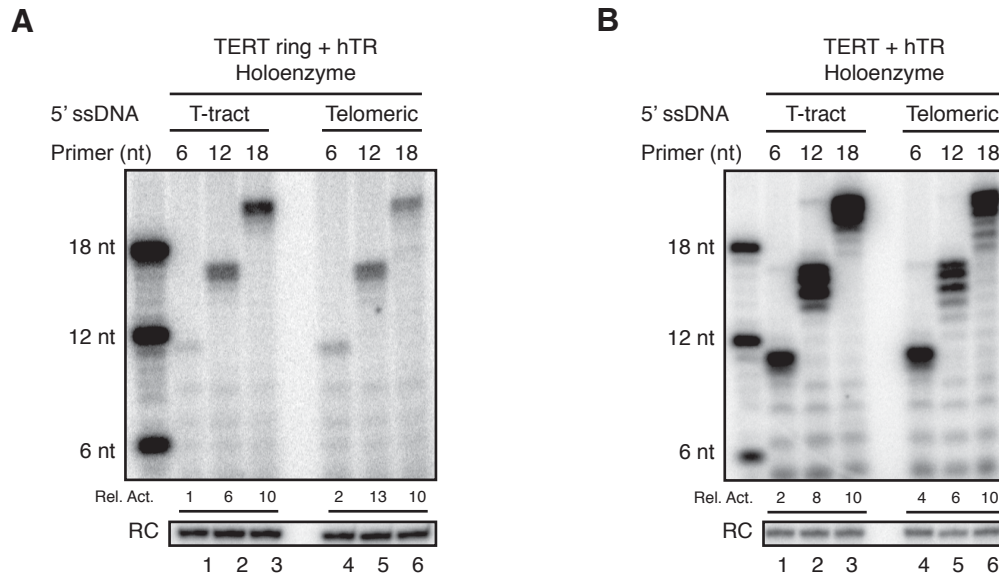 A
TERT ring + hTR
Holoenzyme
5' ssDNA T-tract Telomeric
Primer (nt) 6 12 18 6 12 18
18 nt
12 nt
6 nt
Rel. Act. 1 6 10 2 13 10
RC
1 2 3 4 5 6
B
TERT + hTR
Holoenzyme
5' ssDNA T-tract Telomeric
Primer (nt) 6 12 18 6 12 18
18 nt
12 nt
6 nt
Rel. Act. 2 8 10 4 6 10
RC
1 2 3 4 5 6